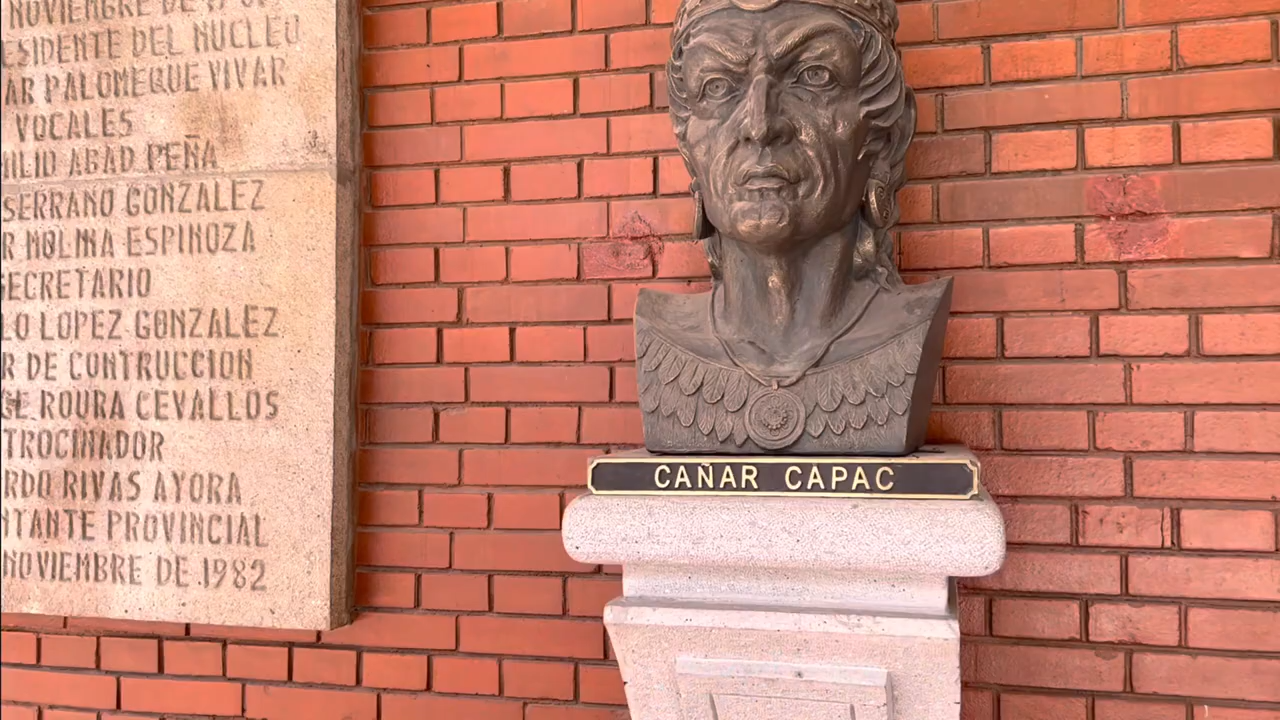 NOVIEMBRE DE
ESIDENTE DEL NUCLEO
AR PALOMEQUE VIVAR
VOCALES
MILIO ABAD PEÑA
SERRANO GONZALEZ
R MOLINA ESPINOZA
SECRETARIO
LO LOPEZ GONZALEZ
R DE CONTRUCCION
GE ROURA CEVALLOS
TROCINADOR
RDO RIVAS AYORA
NTANTE PROVINCIAL
NOVIEMBRE DE 1982
CAÑAR CAPAC